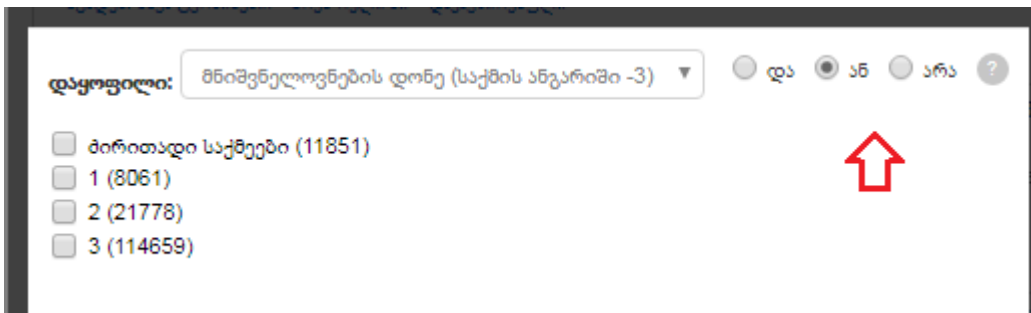 დაყოფილი: მნიშვნელოვნების დონე (საქმის ანგარიში -3) ▼ და ან არა ?
ძირითადი საქმეები (11851)
1 (8061)
2 (21778)
3 (114659)